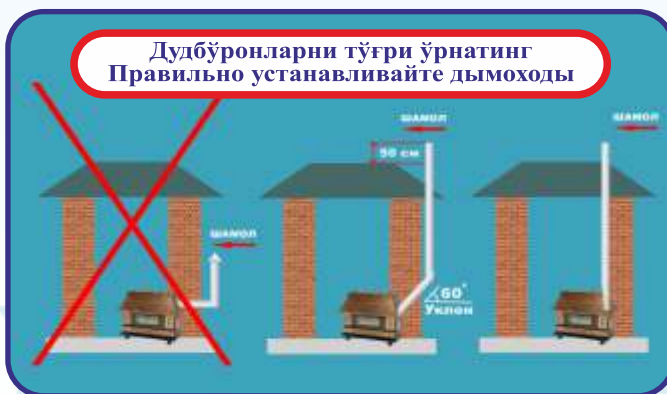 Дудбўронларни тўғри ўрнатинг
Правильно устанавливайте дымоходы
ШАМОЛ
ШАМОЛ
50 см
ШАМОЛ
60°
Уклон